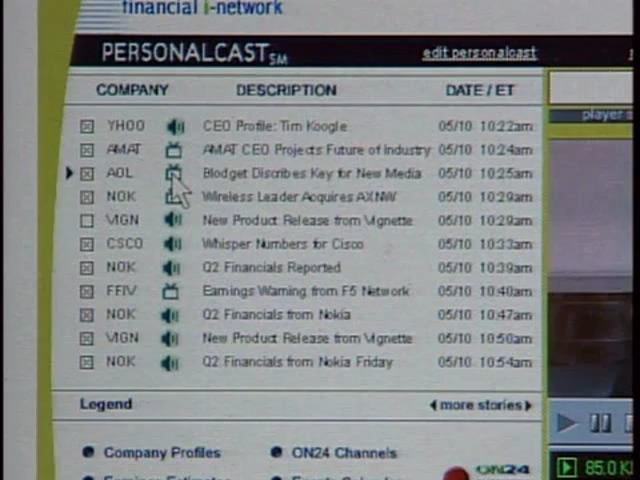 financial i-network
PERSONALCAST SM edit personalcast
COMPANY DESCRIPTION DATE / ET
YHOO CEO Profile: Tim Koogle 05/10 10:22am
AMAT AMAT CEO Projects Future of Industry 05/10 10:24am
AOL Blodget Discribes Key for New Media 05/10 10:25am
NOK Wireless Leader Acquires AXNW 05/10 10:29am
VIGN New Product Release from Vignette 05/10 10:29am
CSCO Whisper Numbers for Cisco 05/10 10:33am
NOK Q2 Financials Reported 05/10 10:39am
FFIV Earnings Warning from F5 Network 05/10 10:40am
NOK Q2 Financials from Nokia 05/10 10:47am
VIGN New Product Release from Vignette 05/10 10:50am
NOK Q2 Financials from Nokia Friday 05/10 10:54am
player
Legend more stories
Company Profiles ON24 Channels
ON24
85.0